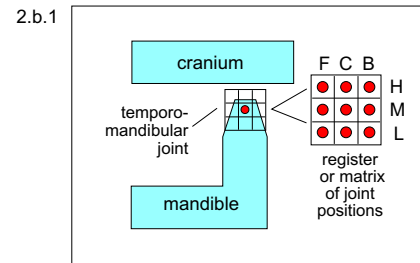 2.b.1
cranium
F C B
H
M
L
temporo-
mandibular
joint
register
or matrix
of joint
positions
mandible